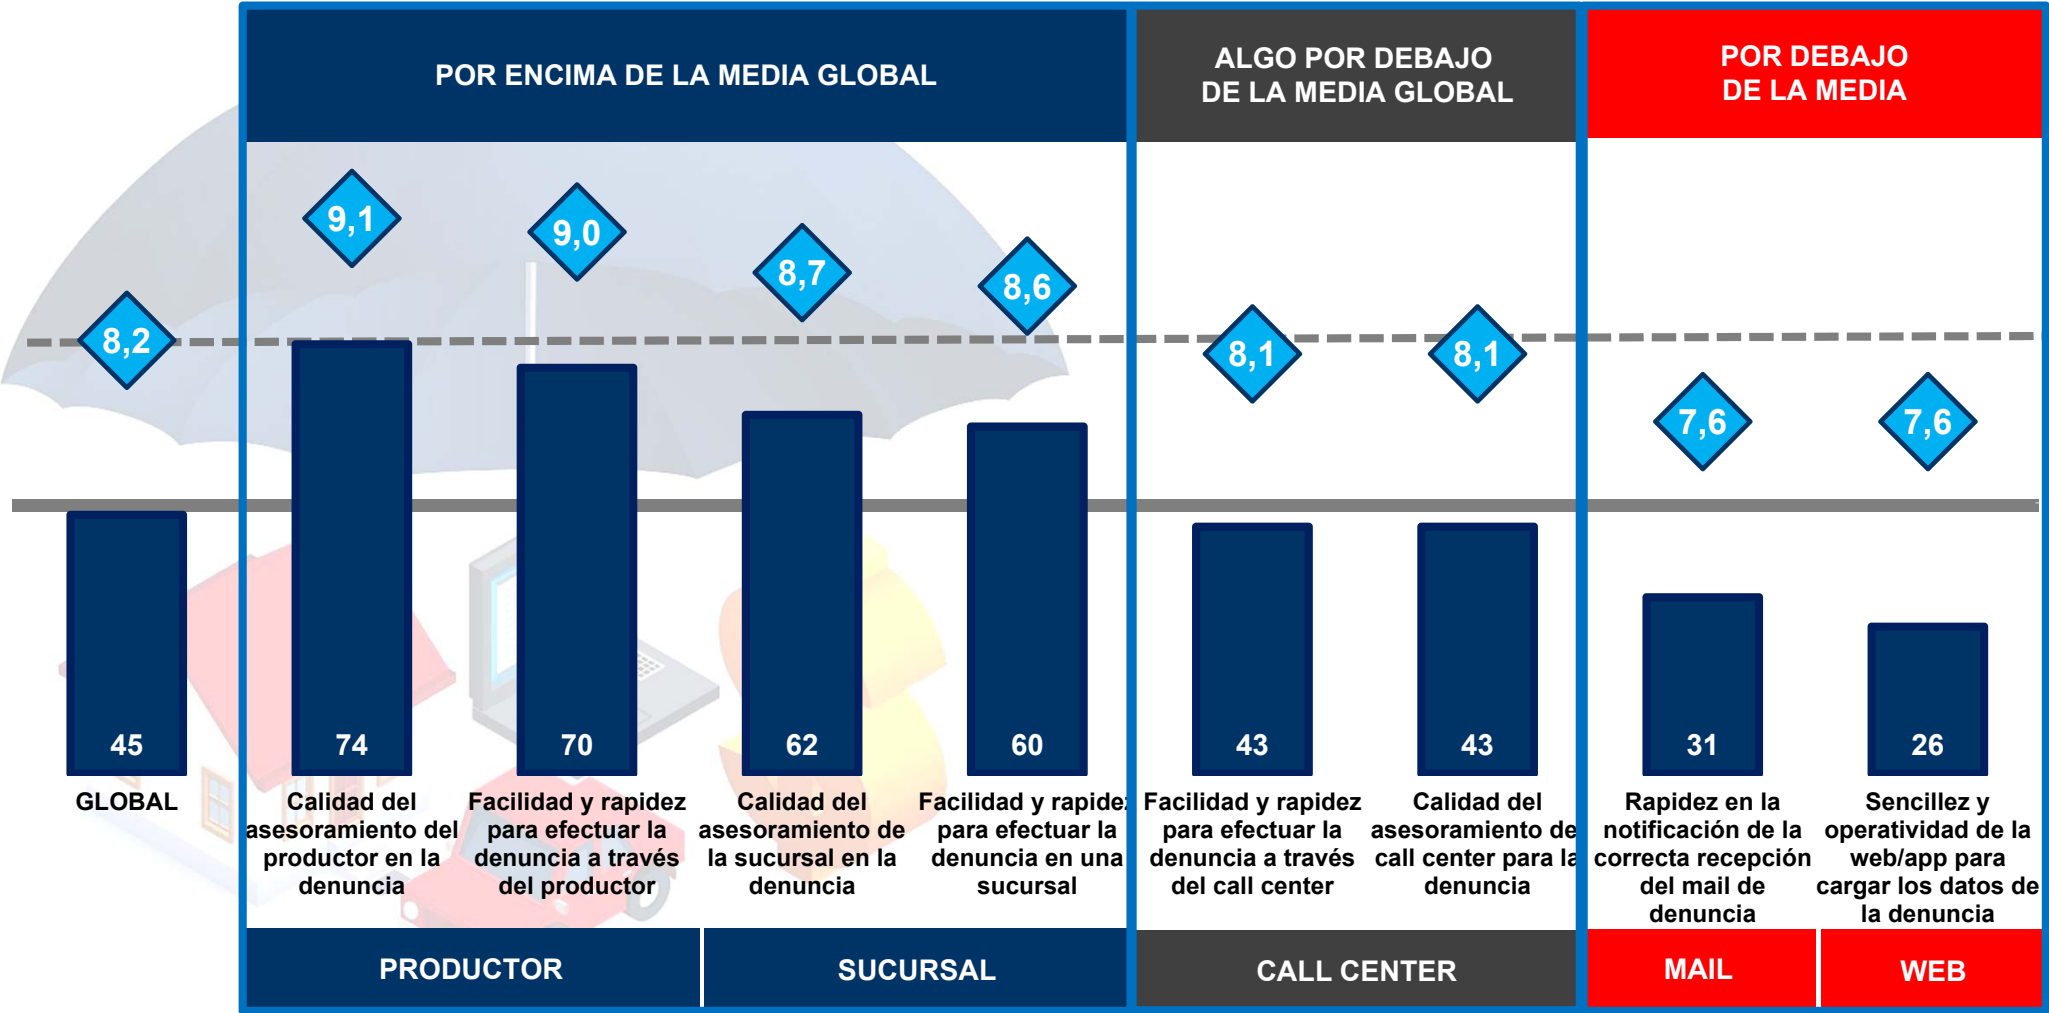 POR ENCIMA DE LA MEDIA GLOBAL
ALGO POR DEBAJO
DE LA MEDIA GLOBAL
POR DEBAJO
DE LA MEDIA
8,2
9,1
9,0
8,7
8,6
8,1
8,1
7,6
7,6
45
74
70
62
60
43
43
31
26
GLOBAL
Calidad del
asesoramiento del
productor en la
denuncia
Facilidad y rapidez
para efectuar la
denuncia a través
del productor
Calidad del
asesoramiento de
la sucursal en la
denuncia
Facilidad y rapidez
para efectuar la
denuncia en una
sucursal
Facilidad y rapidez
para efectuar la
denuncia a través
del call center
Calidad del
asesoramiento de
call center para la
denuncia
Rapidez en la
notificación de la
correcta recepción
del mail de
denuncia
Sencillez y
operatividad de la
web/app para
cargar los datos de
la denuncia
PRODUCTOR
SUCURSAL
CALL CENTER
MAIL
WEB